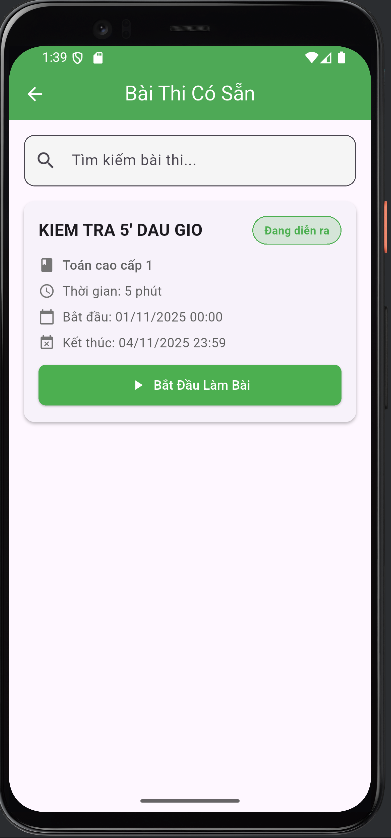 1:39
Bài Thi Có Sẵn
Tìm kiếm bài thi...
KIEM TRA 5' DAU GIO
Đang diễn ra
Toán cao cấp 1
Thời gian: 5 phút
Bắt đầu: 01/11/2025 00:00
Kết thúc: 04/11/2025 23:59
Bắt Đầu Làm Bài